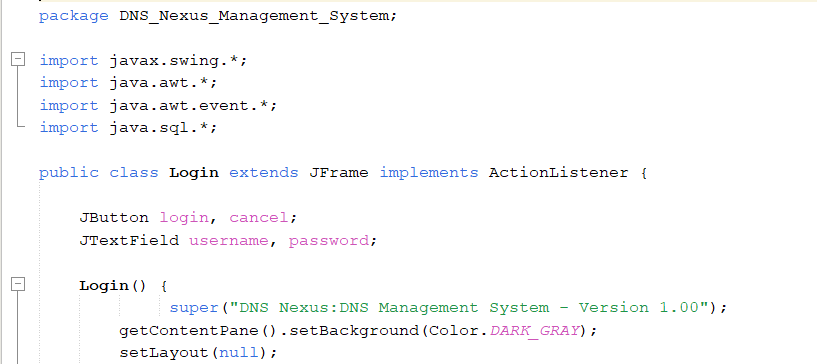 package DNS_Nexus_Management_System;
import javax.swing.*;
import java.awt.*;
import java.awt.event.*;
import java.sql.*;
public class Login extends JFrame implements ActionListener {
JButton login, cancel;
JTextField username, password;
Login() {
super("DNS Nexus:DNS Management System - Version 1.00");
getContentPane().setBackground(Color.DARK_GRAY);
setLayout(null);